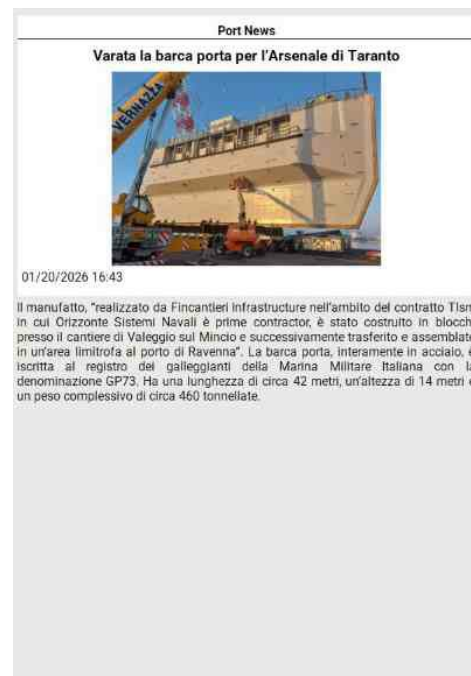 Port News
Varata la barca porta per l'Arsenale di Taranto
VERNAZZA
01/20/2026 16:43
Il manufatto, "realizzato da Fincantieri Infrastructure nell'ambito del contratto TIsm
in cui Orizzonte Sistemi Navali è prime contractor, è stato costruito in blocchi
presso il cantiere di Valeggio sul Mincio e successivamente trasferito e assemblato
in un'area limitrofa al porto di Ravenna". La barca porta, interamente in acciaio, è
iscritta al registro dei galleggianti della Marina Militare Italiana con la
denominazione GP73. Ha una lunghezza di circa 42 metri, un'altezza di 14 metri e
un peso complessivo di circa 460 tonnellate.